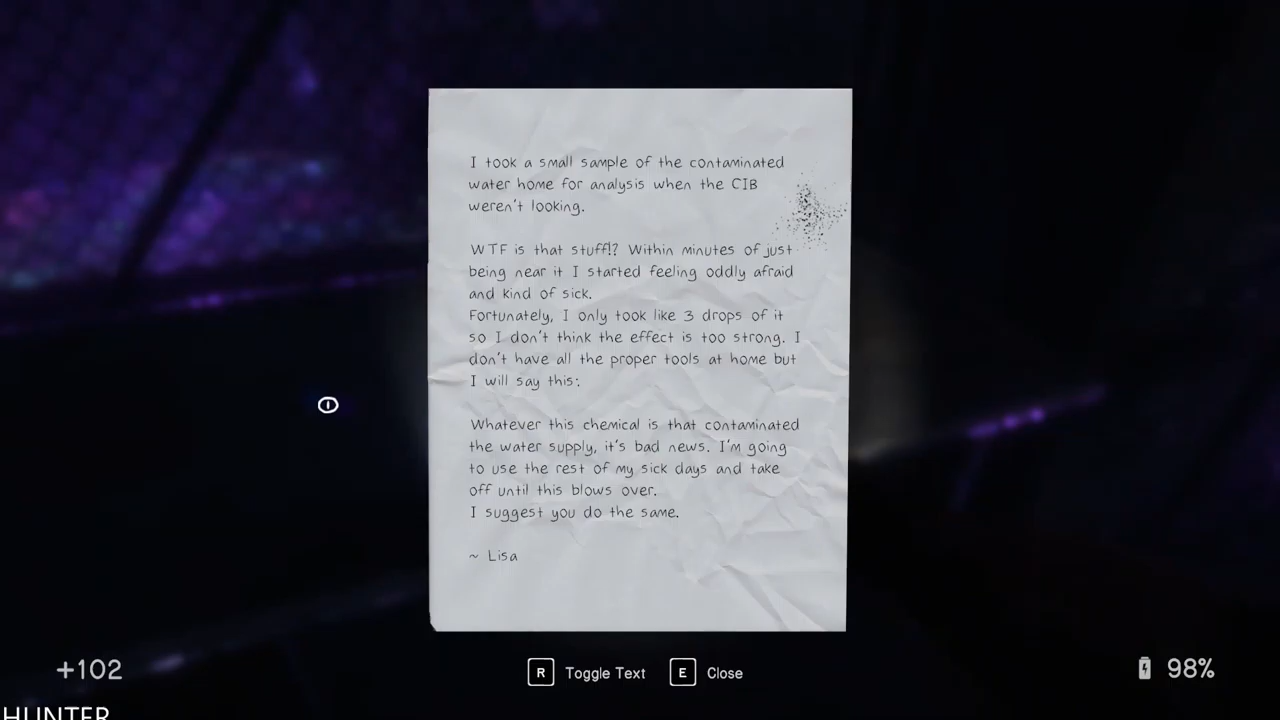 I took a small sample of the contaminated
water home for analysis when the CIB
weren't looking.
WTF is that stuff!? Within minutes of just
being near it I started feeling oddly afraid
and kind of sick.
Fortunately, I only took like 3 drops of it
so I don't think the effect is too strong. I
don't have all the proper tools at home but
I will say this:
Whatever this chemical is that contaminated
the water supply, it's bad news. I'm going
to use the rest of my sick days and take
off until this blows over.
I suggest you do the same.
~ Lisa
+102
R Toggle Text E Close
98%
HUNTER